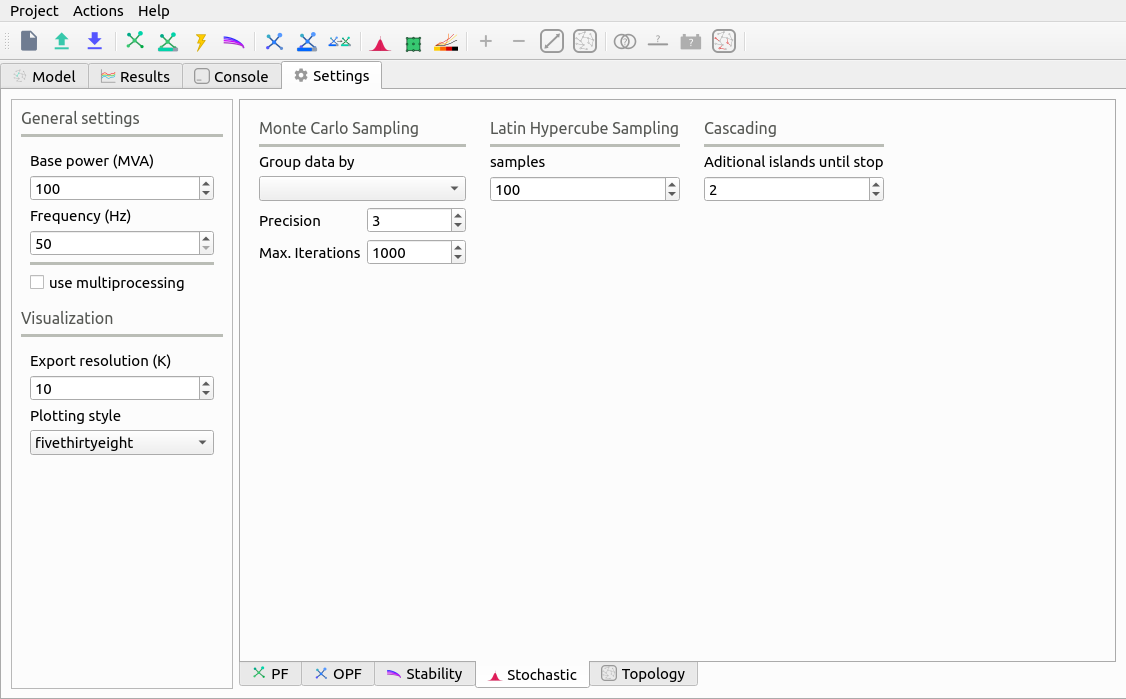 Project Actions Help
Model Results Console Settings
General settings
Base power (MVA)
100
Frequency (Hz)
50
use multiprocessing
Visualization
Export resolution (K)
10
Plotting style
fivethirtyeight
Monte Carlo Sampling
Group data by
Precision 3
Max. Iterations 1000
Latin Hypercube Sampling
samples
100
Cascading
Aditional islands until stop
2
PF OPF Stability Stochastic Topology